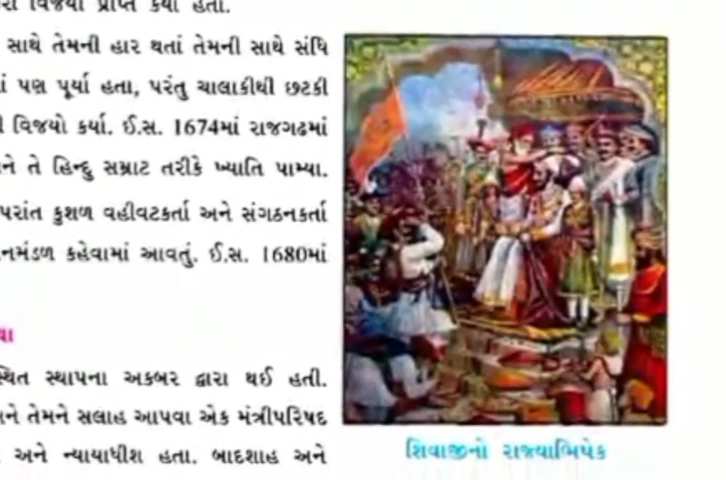 વિજયો પ્રાપ્ત કર્યા હતા.
સાથે તેમની હાર થતાં તેમની સાથે સંધિ
પણ પૂર્યા હતા, પરંતુ ચાલાકીથી છટકી
વિજયો કર્યા. ઈ.સ. 1674માં રાજગઢમાં
તે હિન્દુ સમ્રાટ તરીકે ખ્યાતિ પામ્યા.
પરાંત કુશળ વહીવટકર્તા અને સંગઠનકર્તા
નમંડળ કહેવામાં આવતું. ઈ.સ. 1680માં
સ્થિત સ્થાપના અકબર દ્વારા થઈ હતી.
તેમને સલાહ આપવા એક મંત્રીપરિષદ
અને ન્યાયાધીશ હતા. બાદશાહ અને
શિવાજીનો રાજ્યાભિષેક